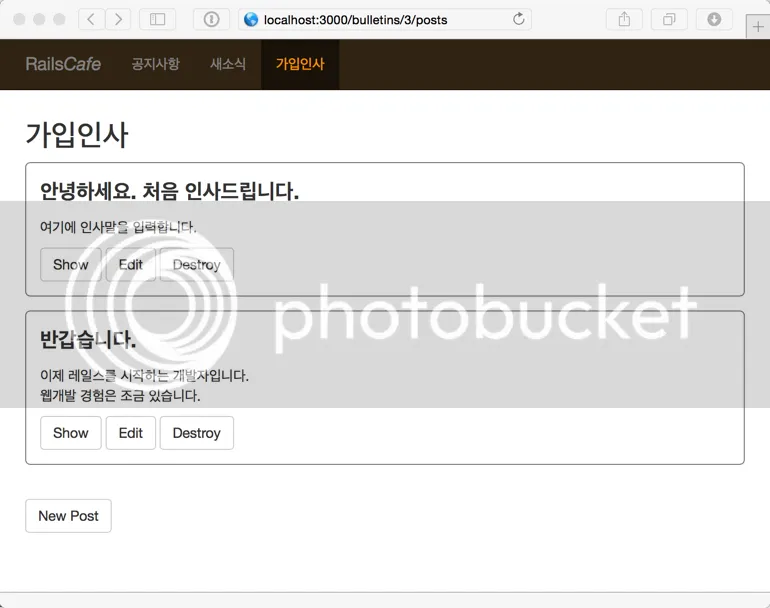 localhost:3000/bulletins/3/posts
RailsCafe 공지사항 새소식 가입인사
가입인사
안녕하세요. 처음 인사드립니다.
여기에 인사말을 입력합니다.
Show Edit Destroy
photobucket
반갑습니다.
이제 레일스를 시작하는 개발자입니다.
웹개발 경험은 조금 있습니다.
Show Edit Destroy
New Post